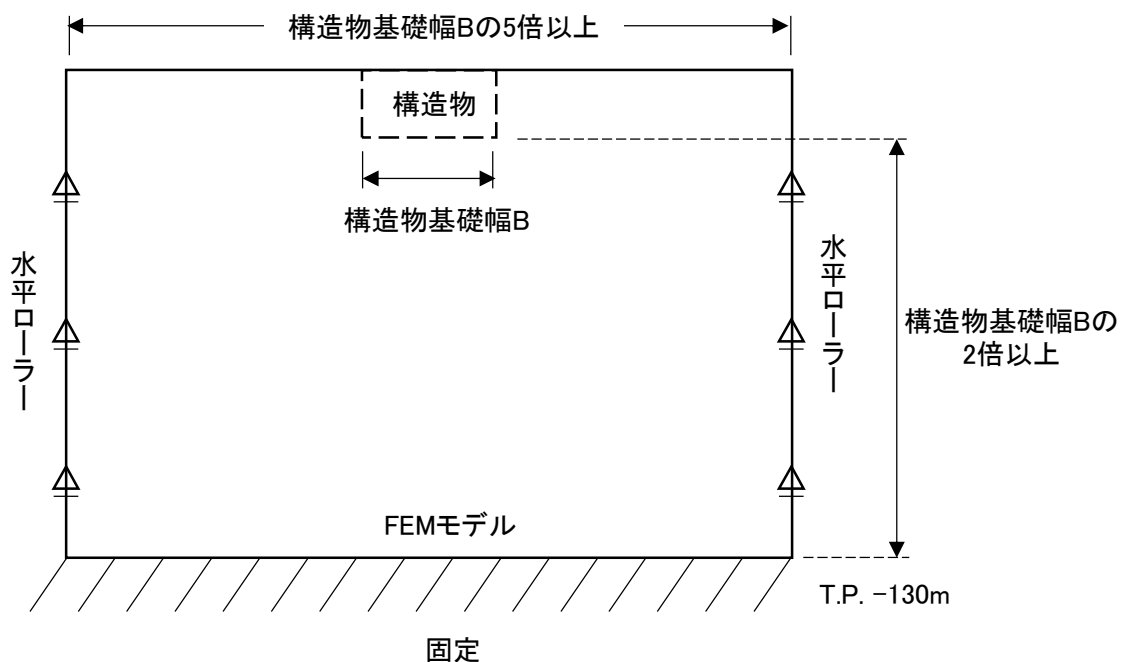 構造物基礎幅Bの5倍以上
構造物
構造物基礎幅B
水平ローラー
水平ローラー
構造物基礎幅Bの
2倍以上
FEMモデル
T.P. -130m
固定